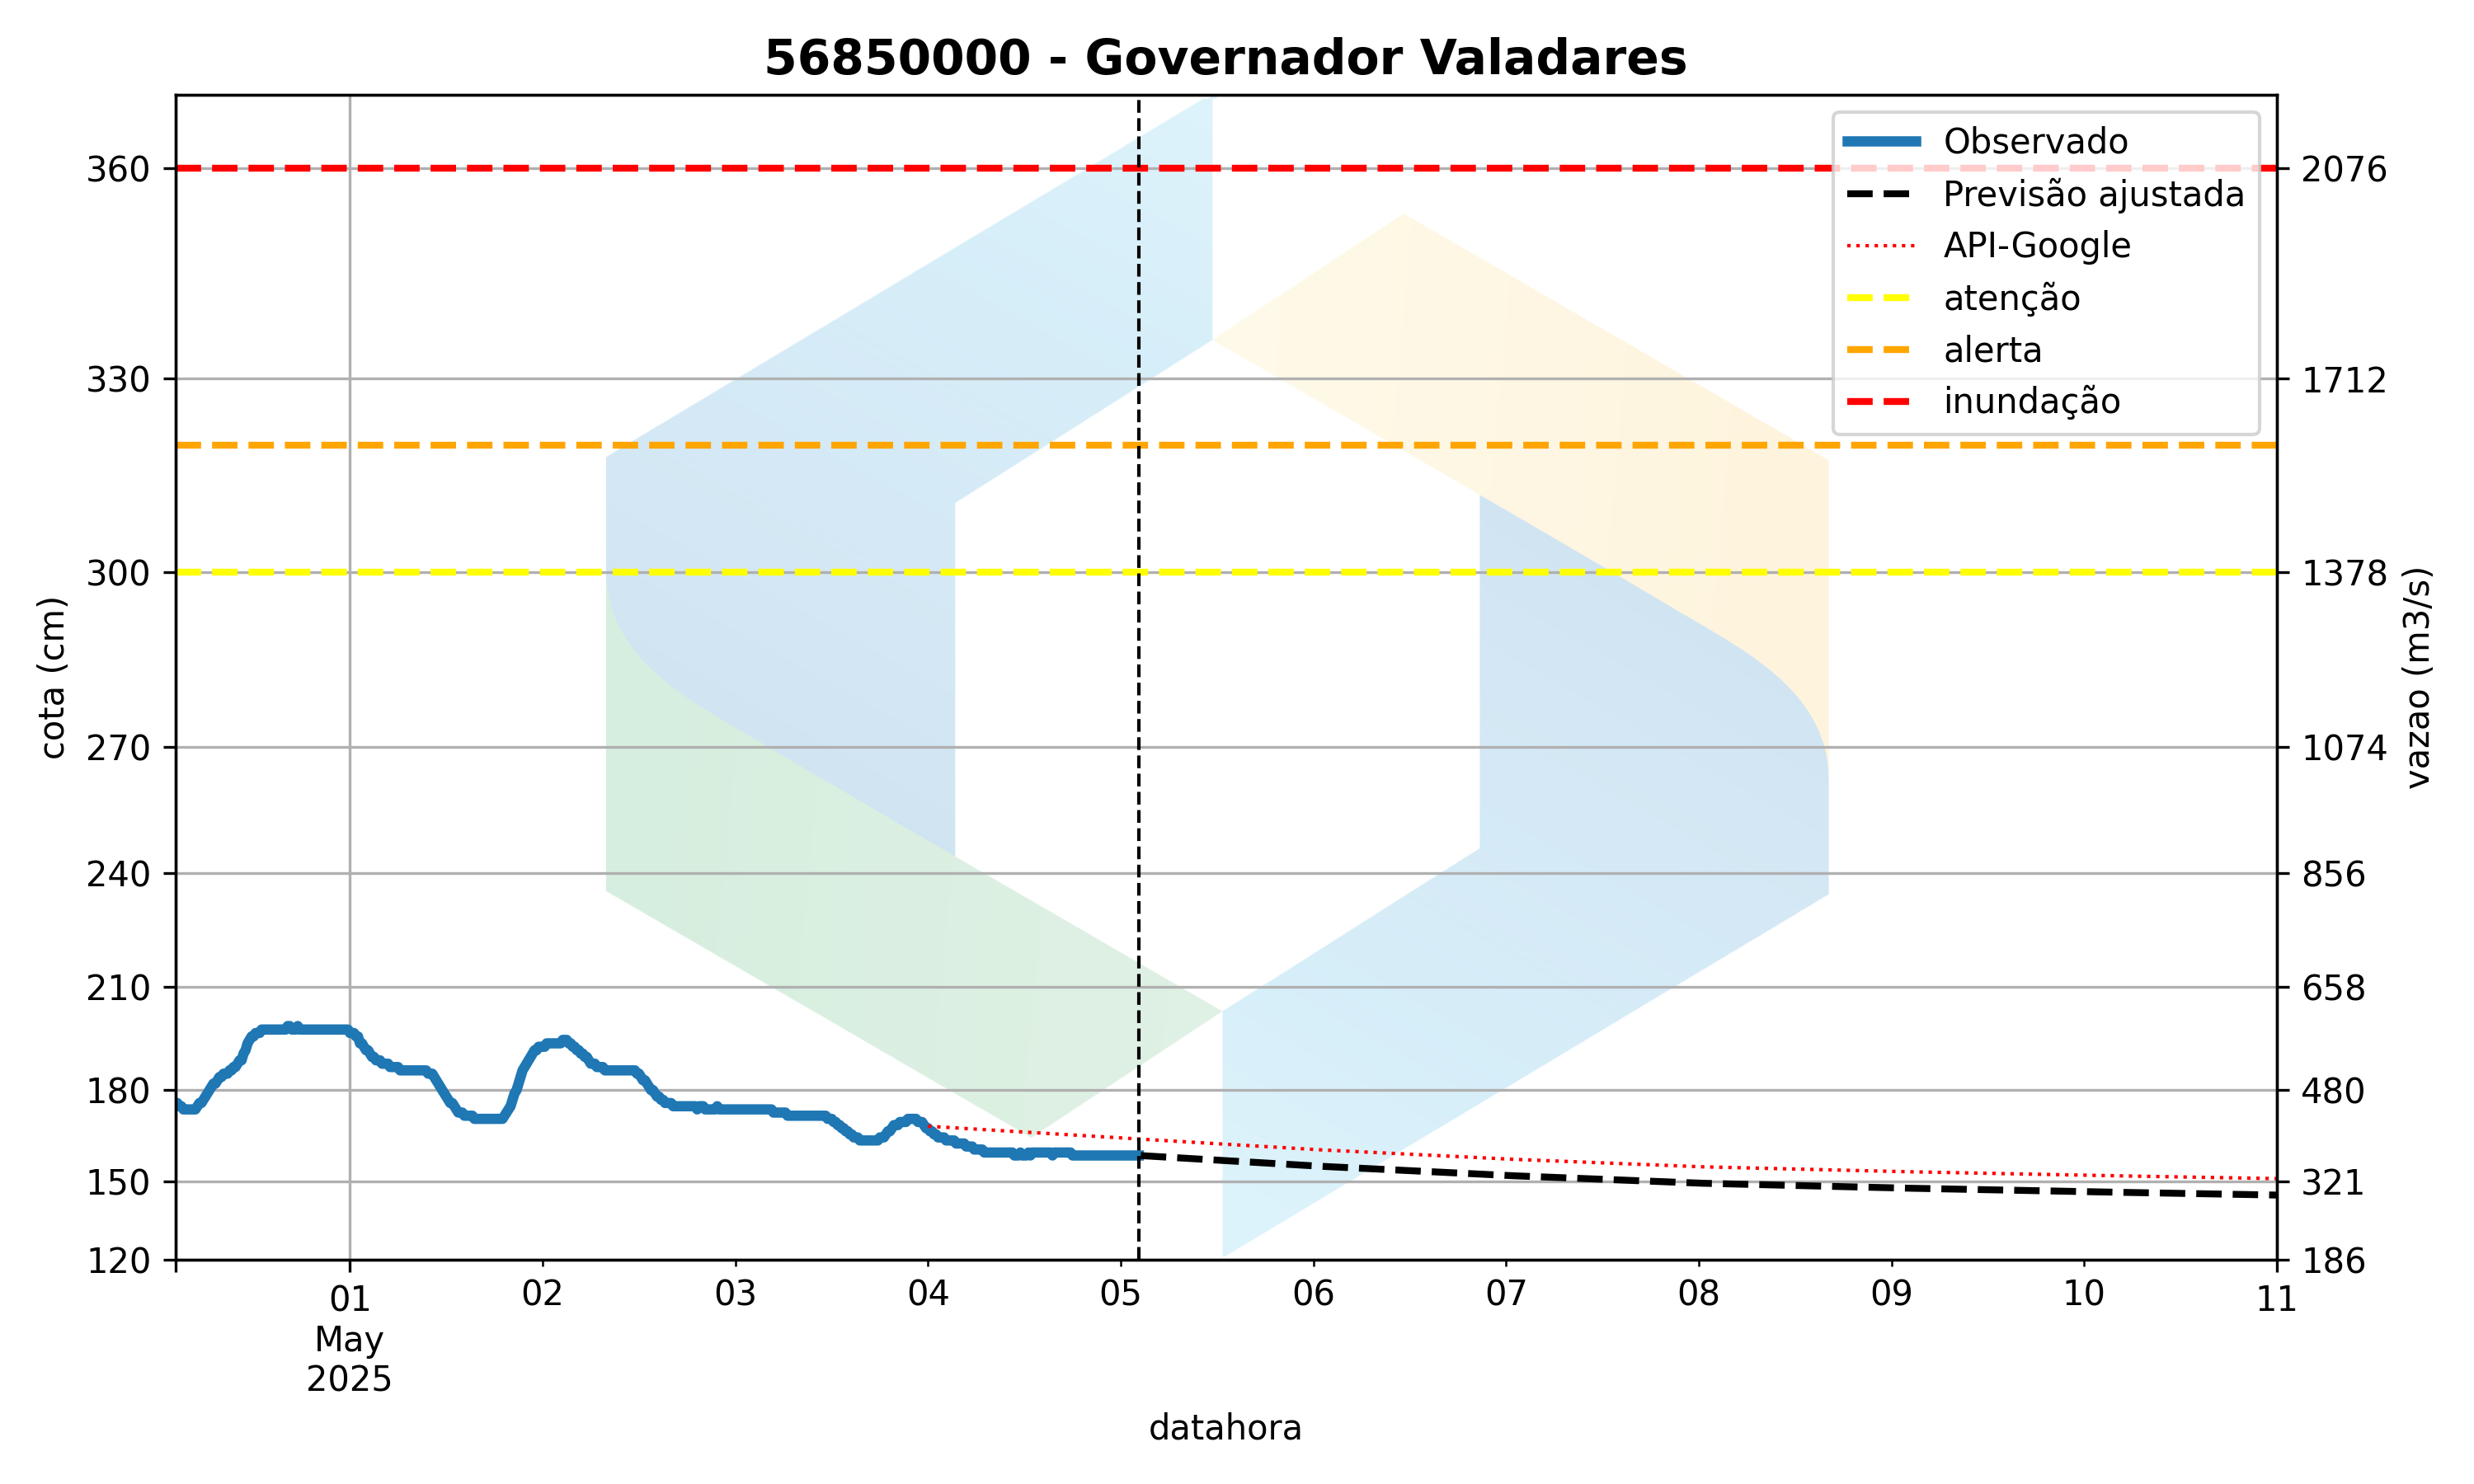 56850000 - Governador Valadares
Observado
Previsão ajustada
API-Google
atenção
alerta
inundação
cota (cm)
360
330
300
270
240
210
180
150
120
2076
1712
1378
1074
856
658
480
321
186
vazao (m3/s)
01
May
2025
02
03
04
05
06
07
08
09
10
11
datahora